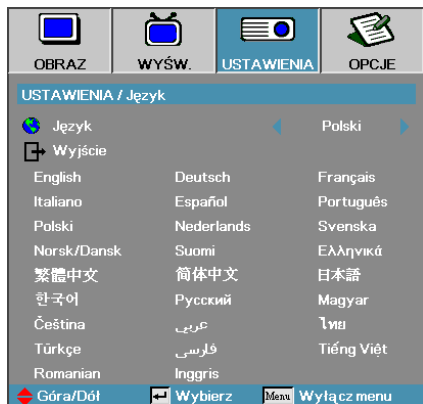 OBRAZ WYŚW. USTAWIENIA OPCJE
USTAWIENIA / Język
Język Polski
Wyjście
English Deutsch Français
Italiano Español Português
Polski Nederlands Svenska
Norsk/Dansk Suomi Ελληνικά
繁體中文 简体中文 日本語
한국어 Русский Magyar
Čeština عربي ไทย
Türkçe فارسی Tiếng Việt
Romanian Inggris
Góra/Dół Wybierz Menu Wyłącz menu